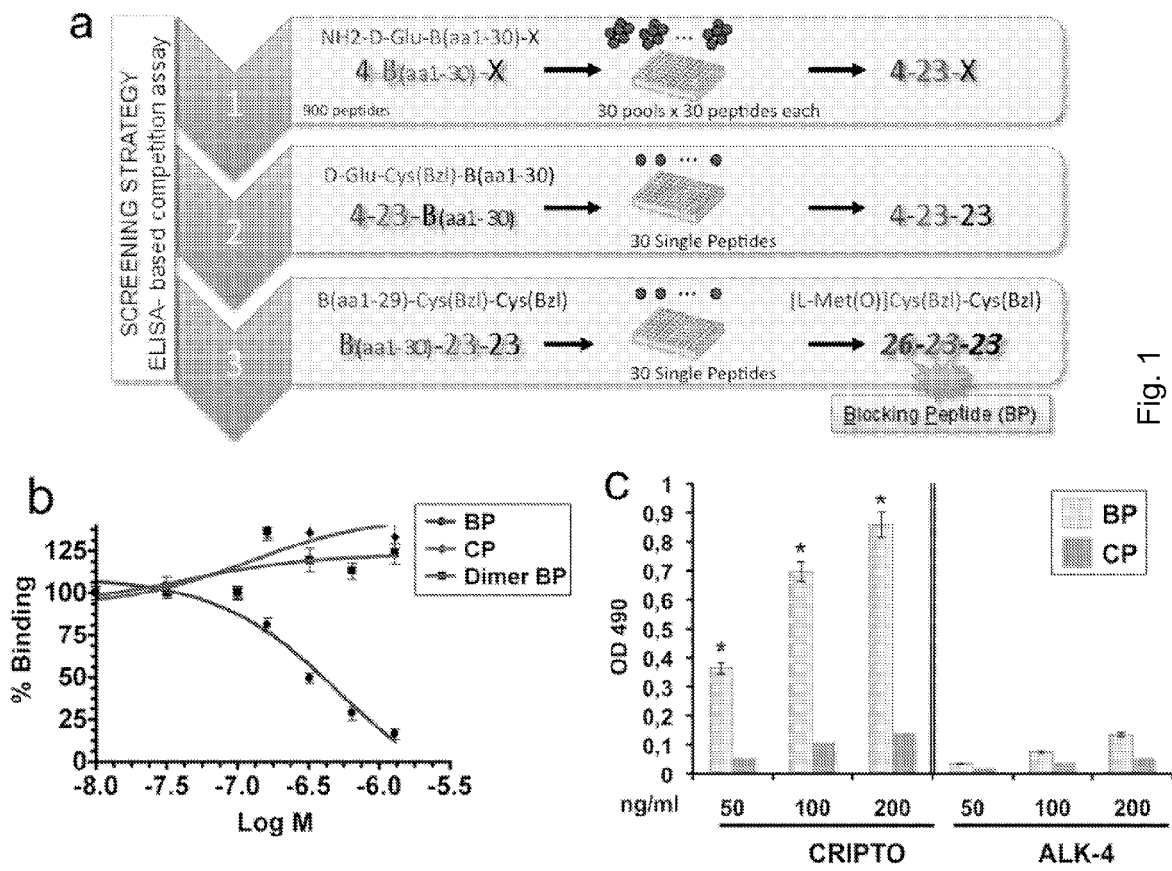 a
SCREENING STRATEGY
ELISA- based competition assay
1
NH2-D-Glu-B(aa1-30)-X
4-B(aa1-30)-X
900 peptides
...
30 pools x 30 peptides each
4-23-X
2
D-Glu-Cys(Bzl)-B(aa1-30)
4-23-B(aa1-30)
...
30 Single Peptides
4-23-23
3
B(aa1-29)-Cys(Bzl)-Cys(Bzl)
B(aa1-30)-23-23
...
30 Single Peptides
[L-Met(O)]Cys(Bzl)-Cys(Bzl)
26-23-23
Blocking Peptide (BP)
Fig. 1
b
% Binding
125
100
75
50
25
0
-8.0 -7.5 -7.0 -6.5 -6.0 -5.5
Log M
BP
CP
Dimer BP
c
OD 490
1
0,9
0,8
0,7
0,6
0,5
0,4
0,3
0,2
0,1
0
* * *
BP
CP
ng/ml 50 100 200 50 100 200
CRIPTO ALK-4